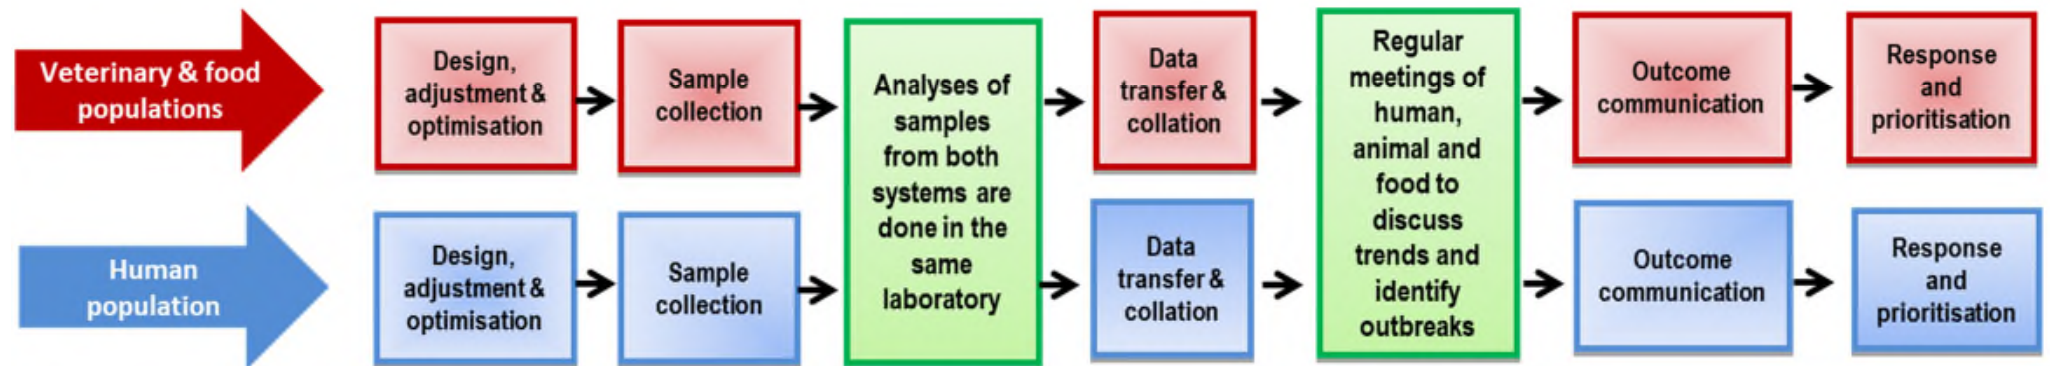 Veterinary & food
populations
Design,
adjustment &
optimisation
Sample
collection
Analyses of
samples
from both
systems are
done in the
same
laboratory
Data
transfer &
collation
Regular
meetings of
human,
animal and
food to
discuss
trends and
identify
outbreaks
Outcome
communication
Response
and
prioritisation
Human
population
Design,
adjustment &
optimisation
Sample
collection
Data
transfer &
collation
Outcome
communication
Response
and
prioritisation